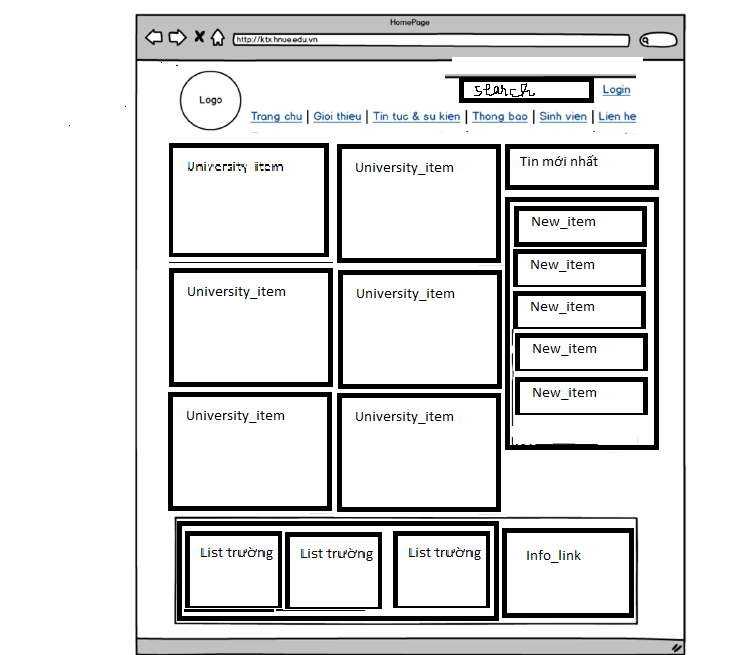 HomePage
http://ktx.hnue.edu.vn
search
Login
Logo
Trang chu | Gioi thieu | Tin tuc & su kien | Thong bao | Sinh vien | Lien he
University_item
University_item
Tin mới nhất
New_item
New_item
New_item
New_item
New_item
University_item
University_item
University_item
University_item
List trường
List trường
List trường
Info_link